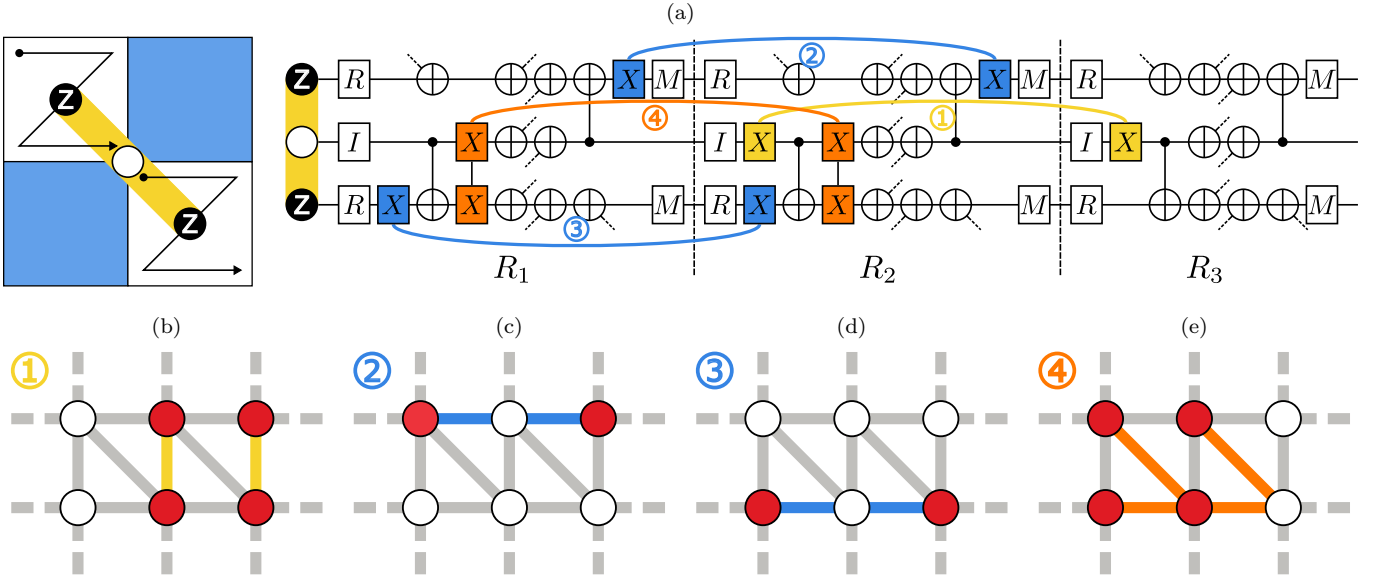 (a)
Z
Z
Z R X M R X M R M
② ④ ①
I X I X X I X
Z R X X M R X X M R M
③
R₁ R₂ R₃
(b) (c) (d) (e)
① ② ③ ④